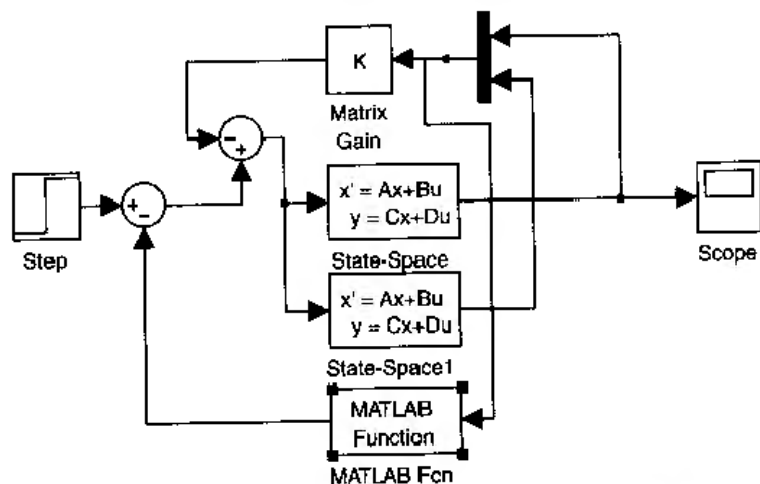 K
Matrix
Gain
−
+
+
−
x' = Ax+Bu
y = Cx+Du
Step
State-Space
Scope
x' = Ax+Bu
y = Cx+Du
State-Space1
MATLAB
Function
MATLAB Fcn